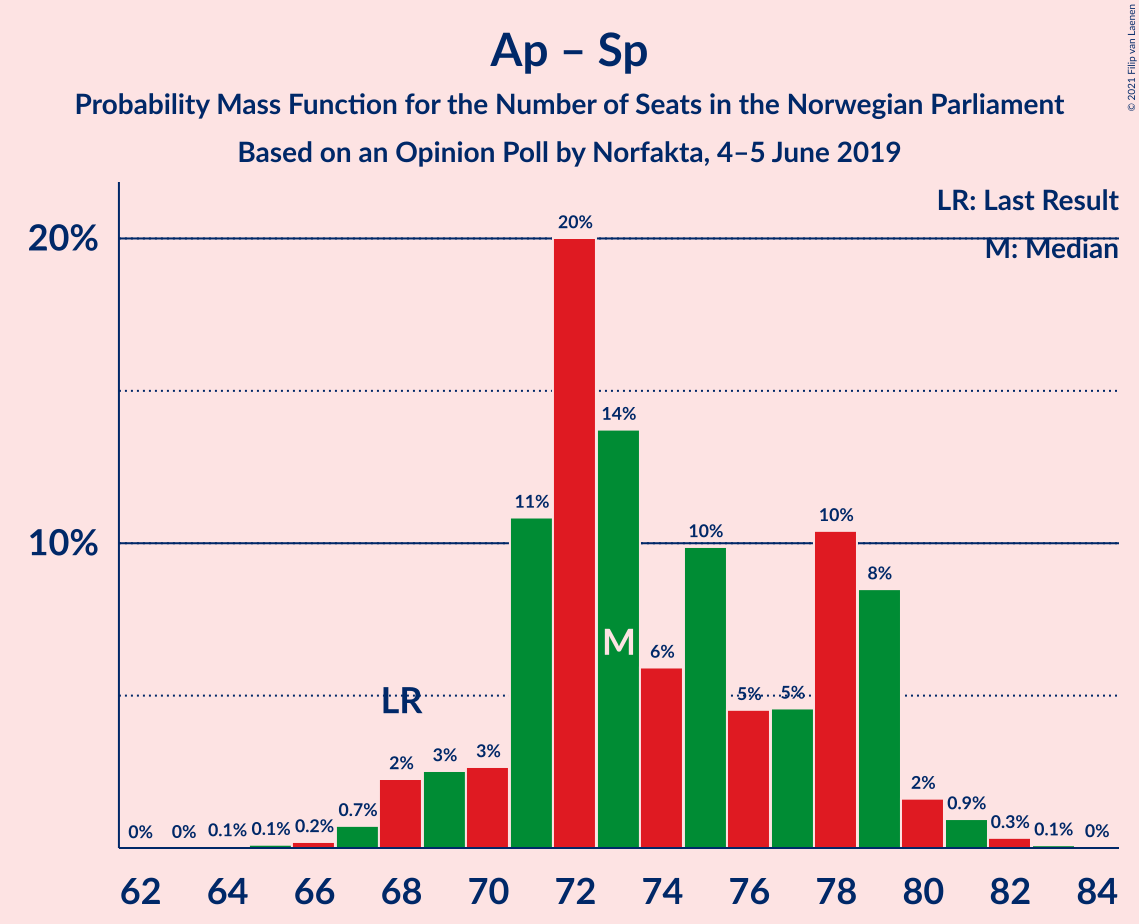 Ap – Sp
Probability Mass Function for the Number of Seats in the Norwegian Parliament
Based on an Opinion Poll by Norfakta, 4–5 June 2019
© 2021 Filip van Laenen
LR: Last Result
M: Median
20%
10%
0% 0% 0.1% 0.1% 0.2% 0.7% 2% 3% 3% 11% 20% 14% 6% 10% 5% 5% 10% 8% 2% 0.9% 0.3% 0.1% 0%
LR
M
62 64 66 68 70 72 74 76 78 80 82 84